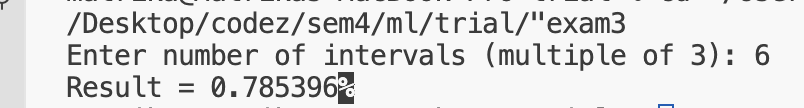 /Desktop/codez/sem4/ml/trial/"exam3
Enter number of intervals (multiple of 3): 6
Result = 0.785396%